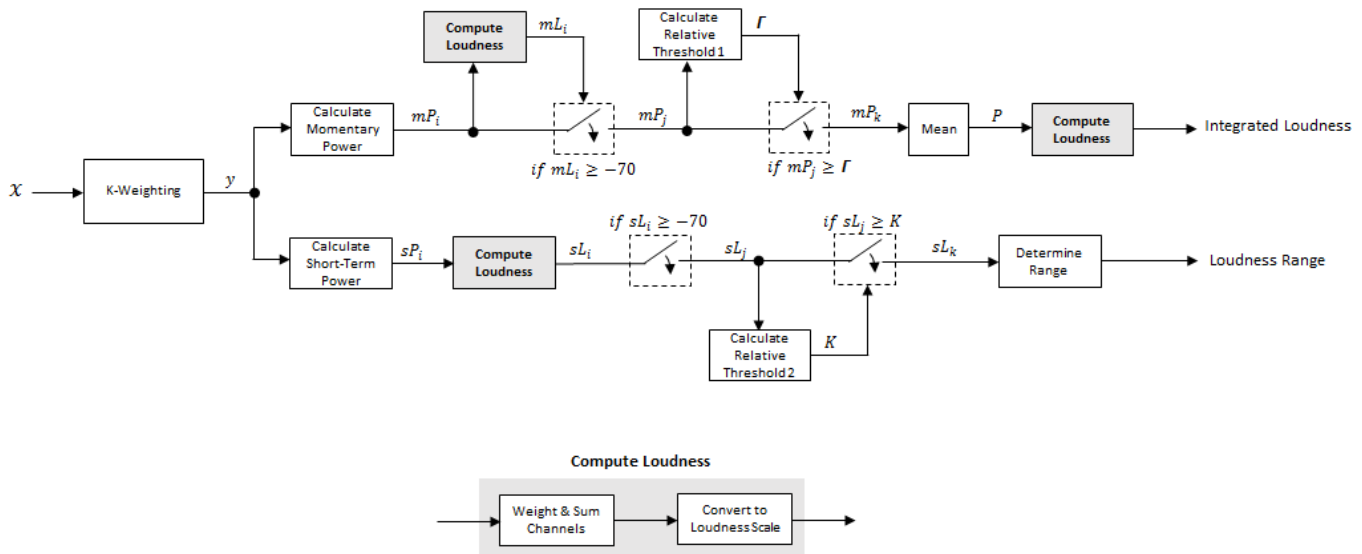 Compute
Loudness
mL_i
Calculate
Relative
Threshold 1
Γ
Calculate
Momentary
Power
mP_i
if mL_i ≥ −70
mP_j
if mP_j ≥ Γ
mP_k
Mean
P
Compute
Loudness
Integrated Loudness
x
K-Weighting
y
Calculate
Short-Term
Power
sP_i
Compute
Loudness
sL_i
if sL_i ≥ −70
sL_j
if sL_j ≥ K
sL_k
Determine
Range
Loudness Range
Calculate
Relative
Threshold 2
K
Compute Loudness
Weight & Sum
Channels
Convert to
Loudness Scale